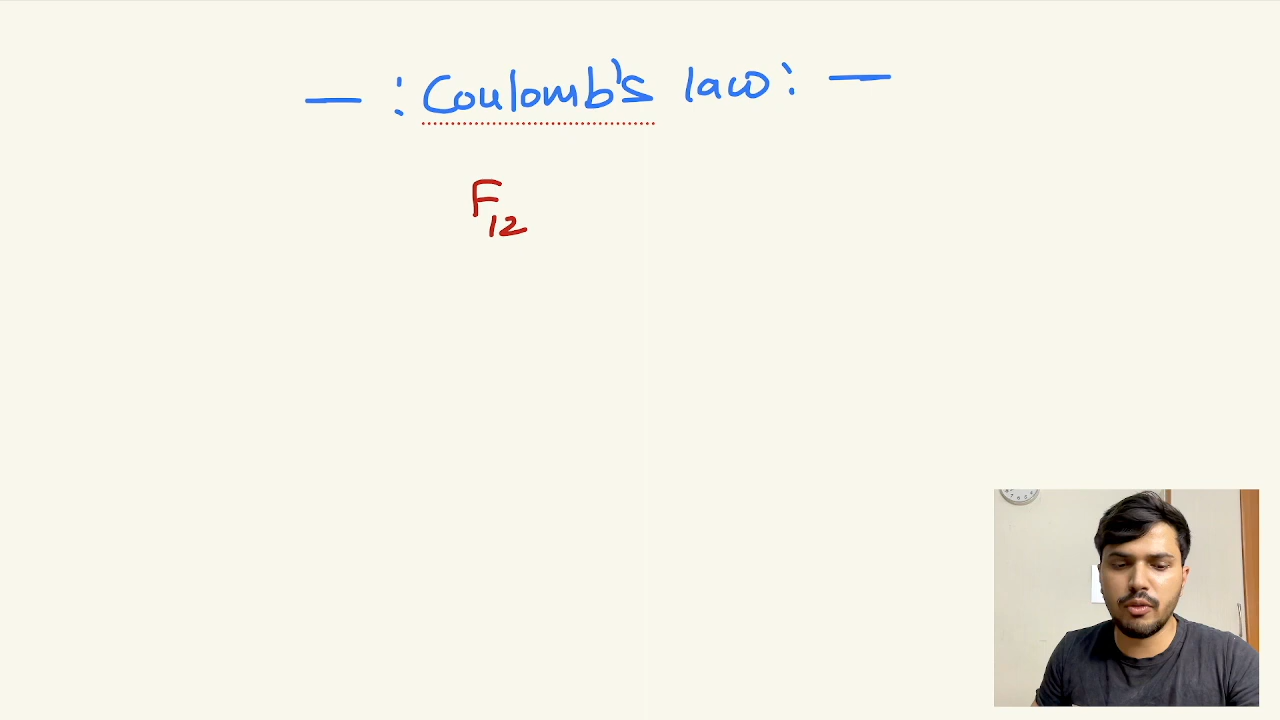 — : Coulomb's law : —
F₁₂